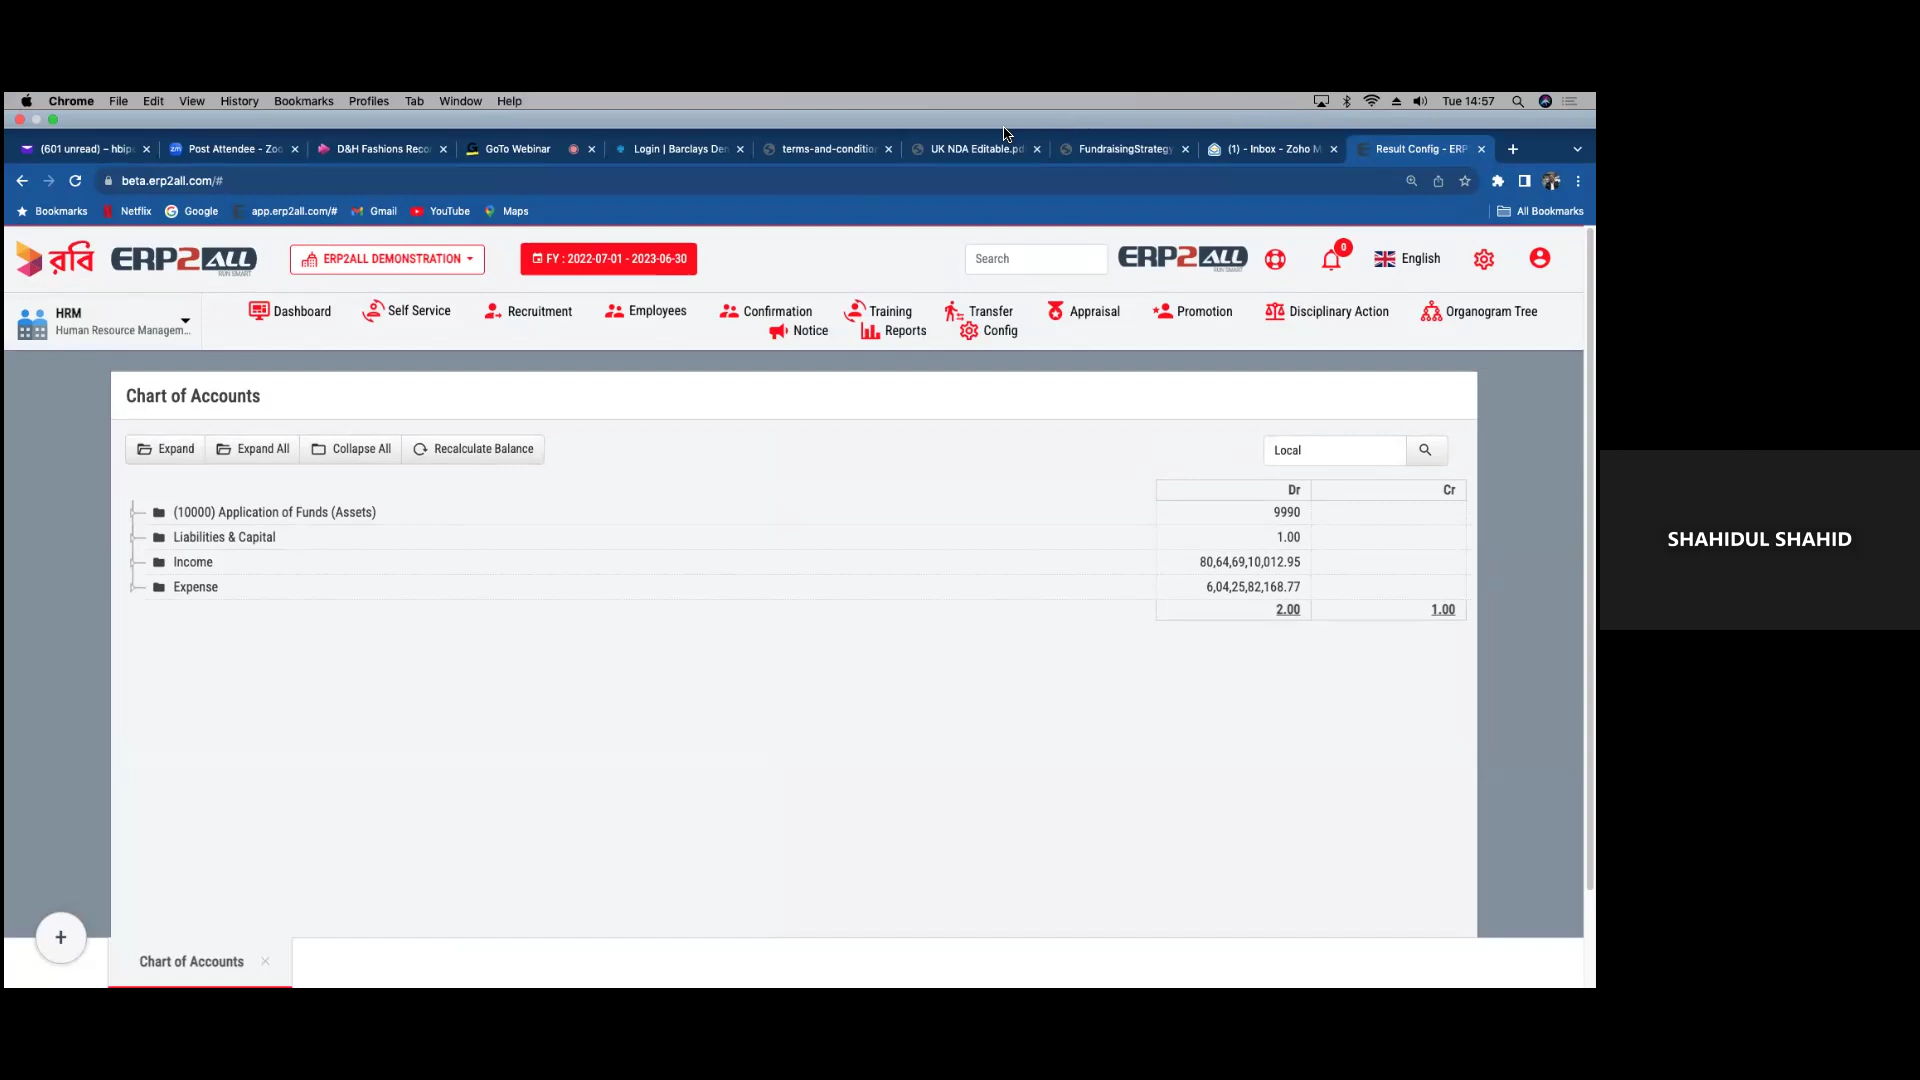 Chrome File Edit View History Bookmarks Profiles Tab Window Help Tue 14:57
(601 unread) – hbip Post Attendee - Zoo D&H Fashions Reco GoTo Webinar Login | Barclays De terms-and-conditio UK NDA Editable.pd FundraisingStrategy (1) - Inbox - Zoho M Result Config - ERP
beta.erp2all.com/#
Bookmarks Netflix Google app.erp2all.com/# Gmail YouTube Maps All Bookmarks
রবি ERP2ALL RUN SMART ERP2ALL DEMONSTRATION FY : 2022-07-01 - 2023-06-30 Search ERP2ALL RUN SMART 0 English
HRM
Human Resource Managem...
Dashboard Self Service Recruitment Employees Confirmation Training Transfer Appraisal Promotion Disciplinary Action Organogram Tree
Notice Reports Config
Chart of Accounts
Expand Expand All Collapse All Recalculate Balance Local
Dr Cr
(10000) Application of Funds (Assets) 9990
Liabilities & Capital 1.00
Income 80,64,69,10,012.95
Expense 6,04,25,82,168.77
2.00 1.00
SHAHIDUL SHAHID
+
Chart of Accounts